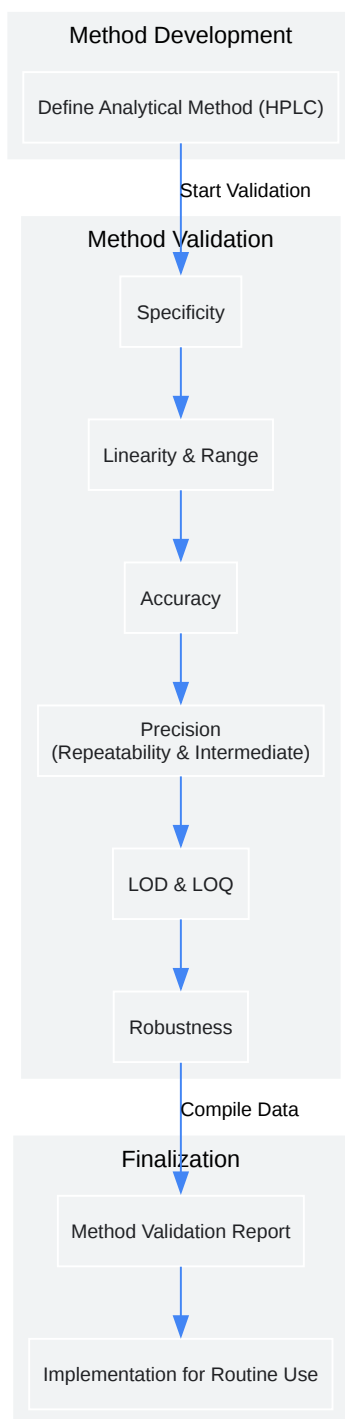 Method Development
Define Analytical Method (HPLC)
Start Validation
Method Validation
Specificity
Linearity & Range
Accuracy
Precision
(Repeatability & Intermediate)
LOD & LOQ
Robustness
Compile Data
Finalization
Method Validation Report
Implementation for Routine Use